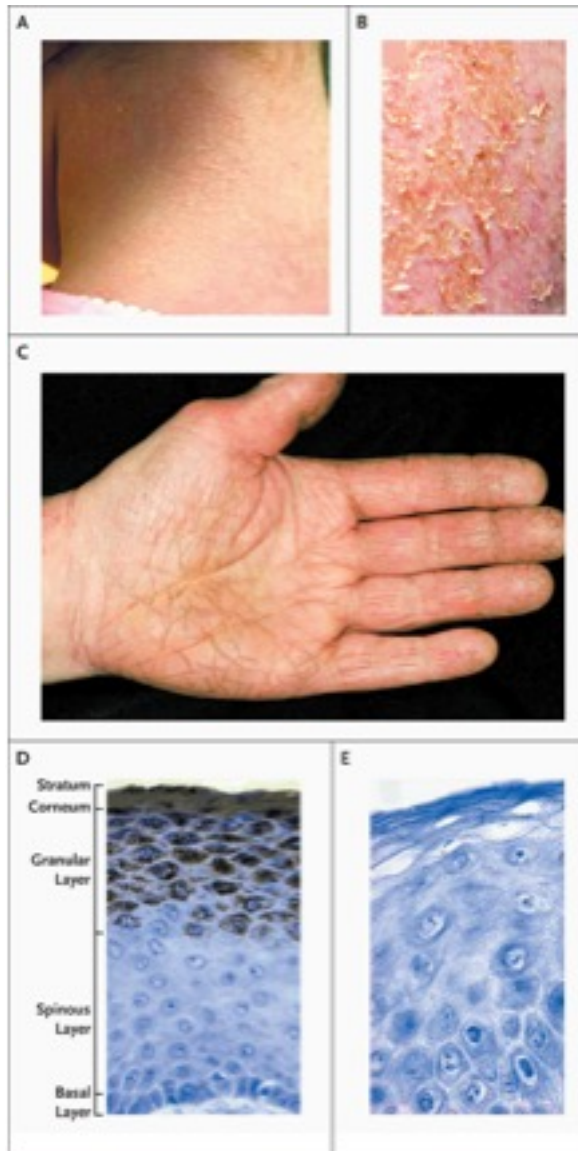 A
B
C
D
E
Stratum
Corneum
Granular
Layer
Spinous
Layer
Basal
Layer